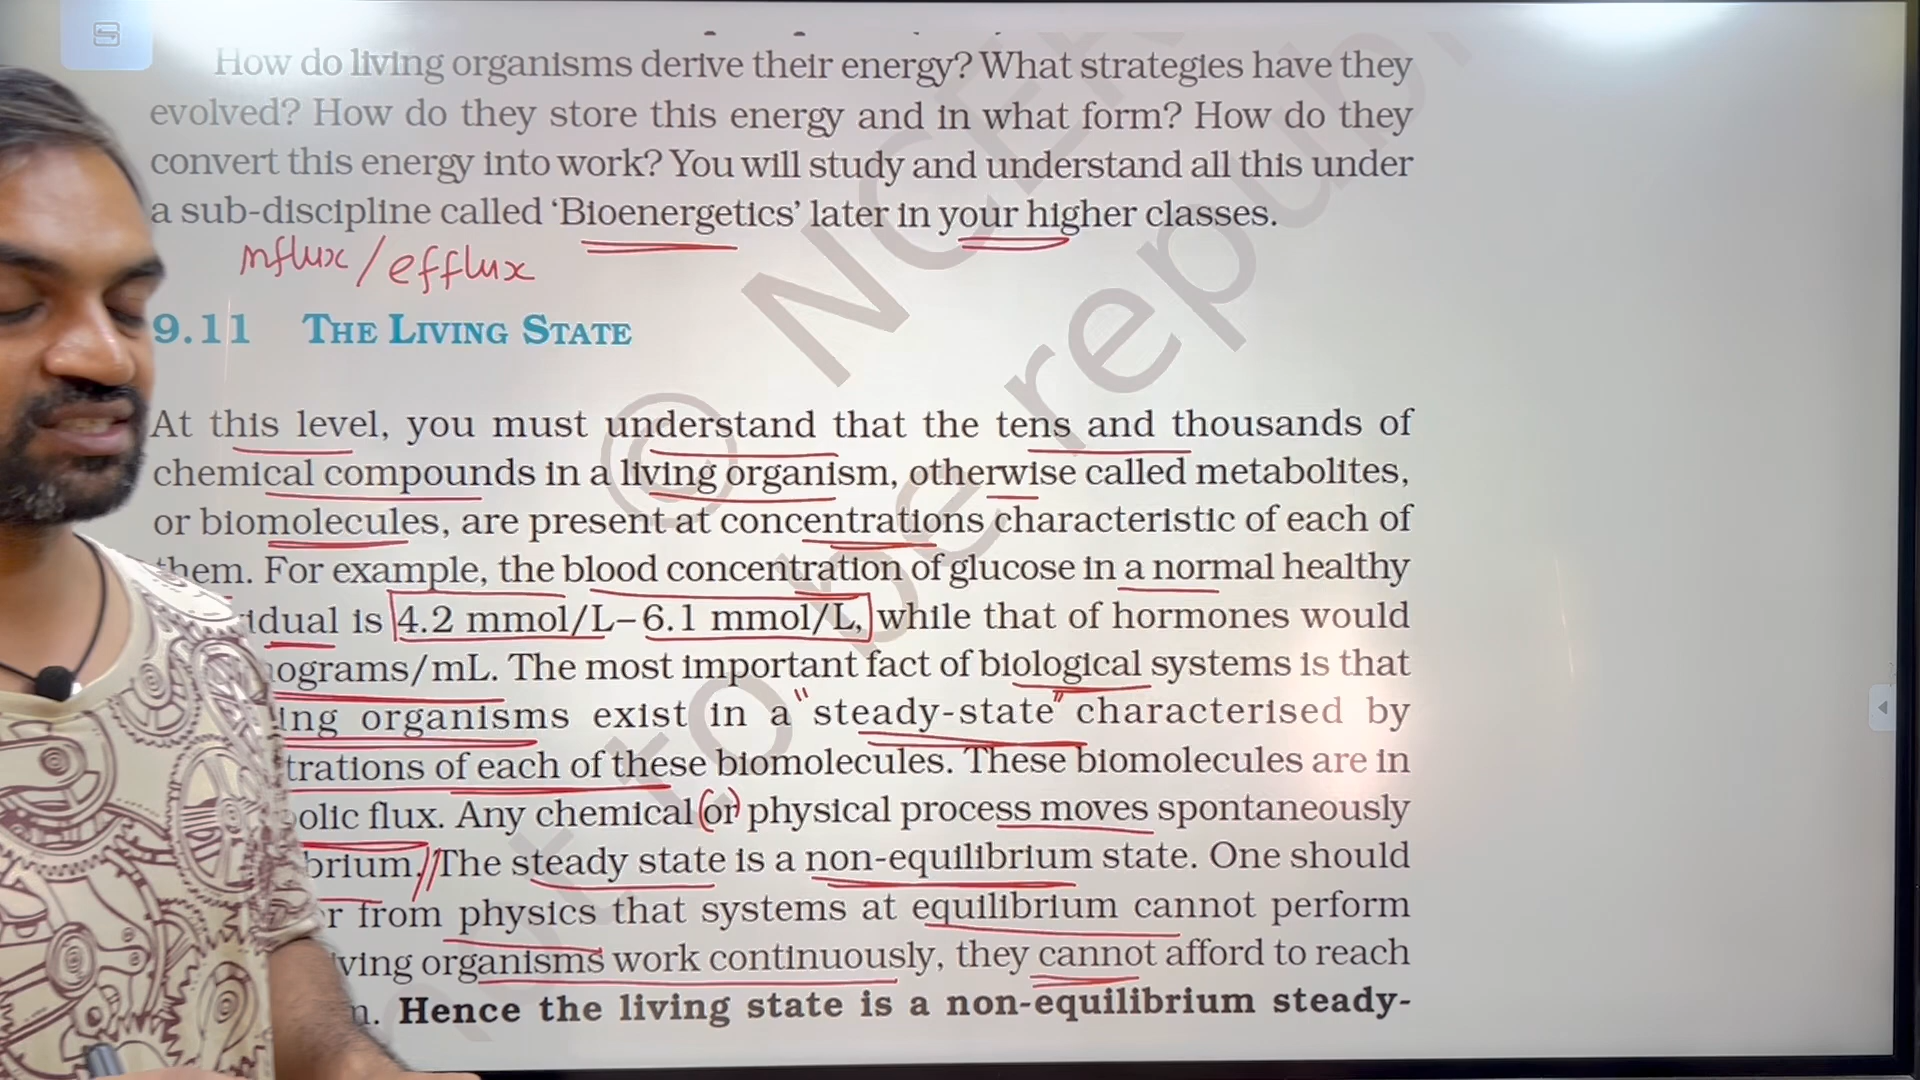 How do living organisms derive their energy? What strategies have they
evolved? How do they store this energy and in what form? How do they
convert this energy into work? You will study and understand all this under
a sub-discipline called ‘Bioenergetics’ later in your higher classes.
nflux / efflux
9.11 THE LIVING STATE
At this level, you must understand that the tens and thousands of
chemical compounds in a living organism, otherwise called metabolites,
or biomolecules, are present at concentrations characteristic of each of
them. For example, the blood concentration of glucose in a normal healthy
idual is 4.2 mmol/L–6.1 mmol/L, while that of hormones would
ograms/mL. The most important fact of biological systems is that
ing organisms exist in a "steady-state" characterised by
trations of each of these biomolecules. These biomolecules are in
olic flux. Any chemical (or) physical process moves spontaneously
brium. // The steady state is a non-equilibrium state. One should
r from physics that systems at equilibrium cannot perform
ving organisms work continuously, they cannot afford to reach
. Hence the living state is a non-equilibrium steady-
© NCER
not to be republ